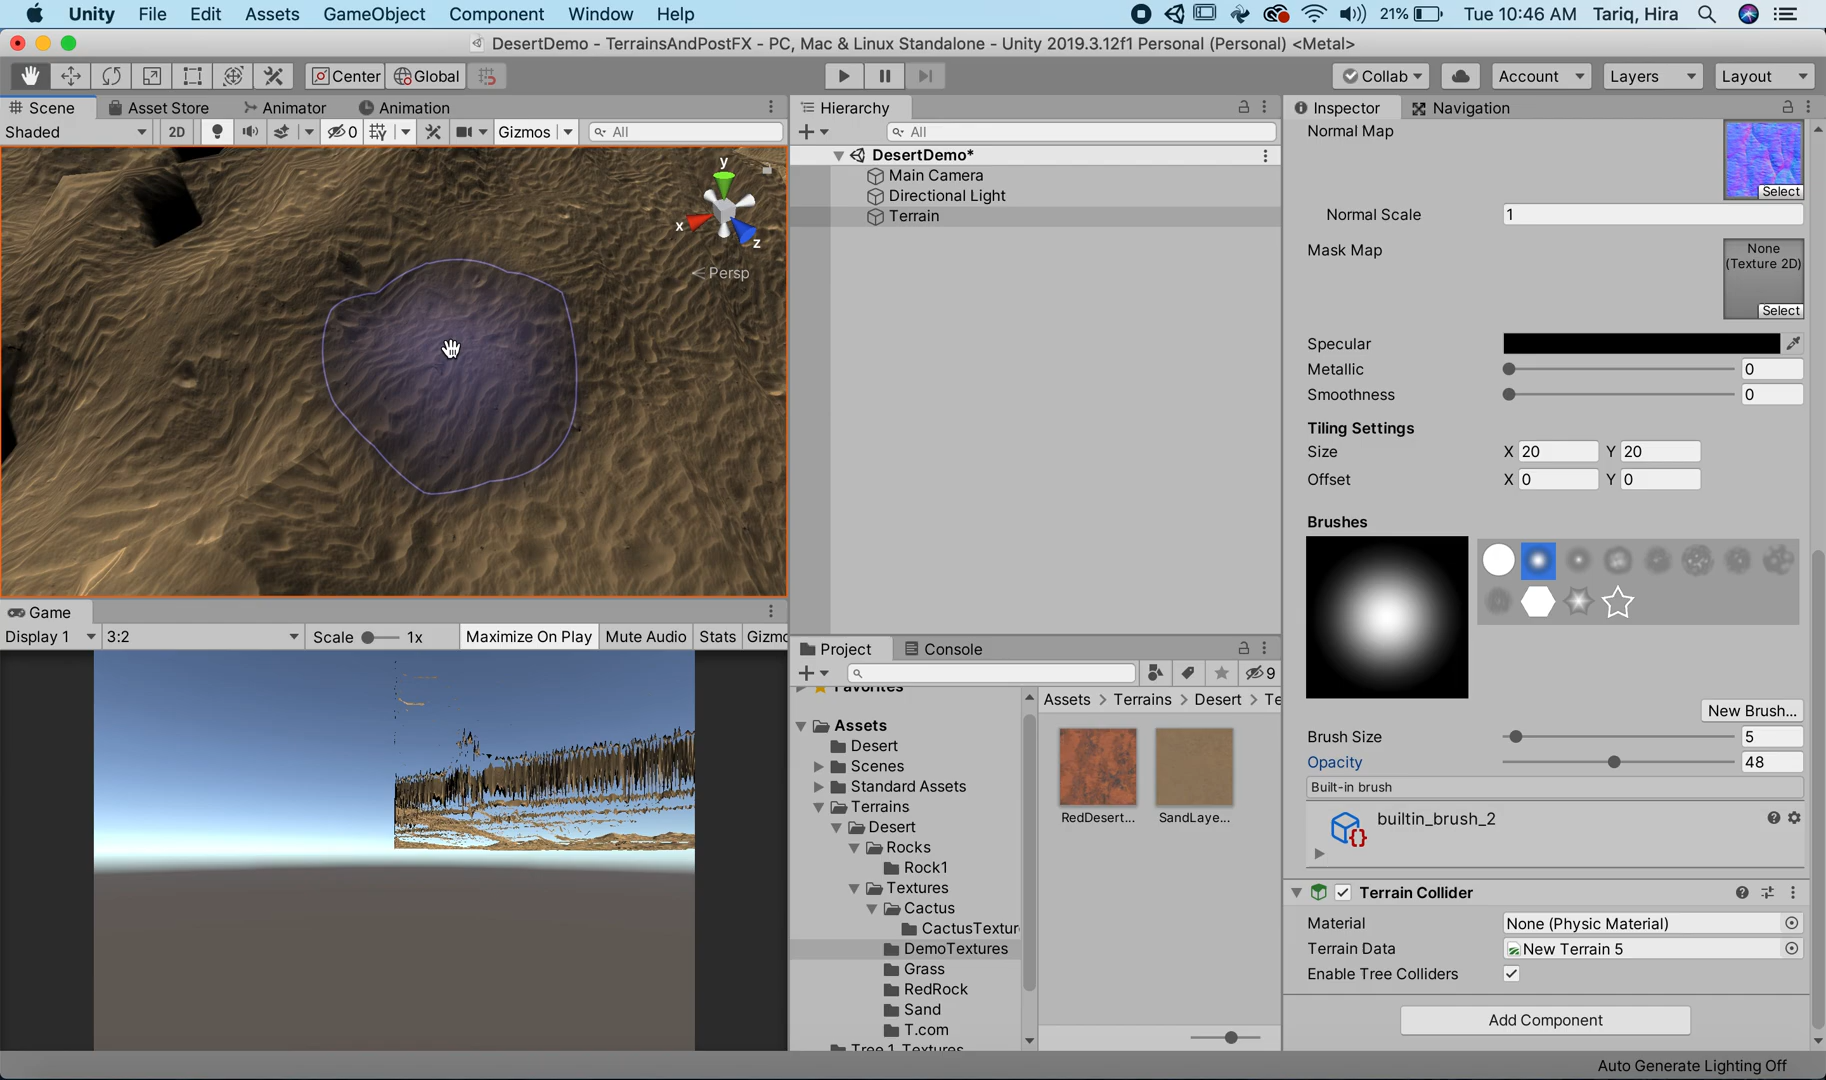 Unity File Edit Assets GameObject Component Window Help 21% Tue 10:46 AM Tariq, Hira
DesertDemo - TerrainsAndPostFX - PC, Mac & Linux Standalone - Unity 2019.3.12f1 Personal (Personal) <Metal>
Center Global Collab Account Layers Layout
Scene Asset Store Animator Animation
Shaded 2D 0 Gizmos All
y
x
z
Persp
Hierarchy
All
DesertDemo*
Main Camera
Directional Light
Terrain
Inspector Navigation
Normal Map
Select
Normal Scale 1
Mask Map
None
(Texture 2D)
Select
Specular
Metallic 0
Smoothness 0
Tiling Settings
Size X 20 Y 20
Offset X 0 Y 0
Brushes
New Brush...
Brush Size 5
Opacity 48
Built-in brush
builtin_brush_2
Terrain Collider
Material None (Physic Material)
Terrain Data New Terrain 5
Enable Tree Colliders
Add Component
Auto Generate Lighting Off
Game
Display 1 3:2 Scale 1x Maximize On Play Mute Audio Stats Gizmo
Project Console
9
Favorites
Assets
Desert
Scenes
Standard Assets
Terrains
Desert
Rocks
Rock1
Textures
Cactus
CactusTextur
DemoTextures
Grass
RedRock
Sand
T.com
Tree 1 Textures
Assets > Terrains > Desert > Te
RedDesert... SandLaye...